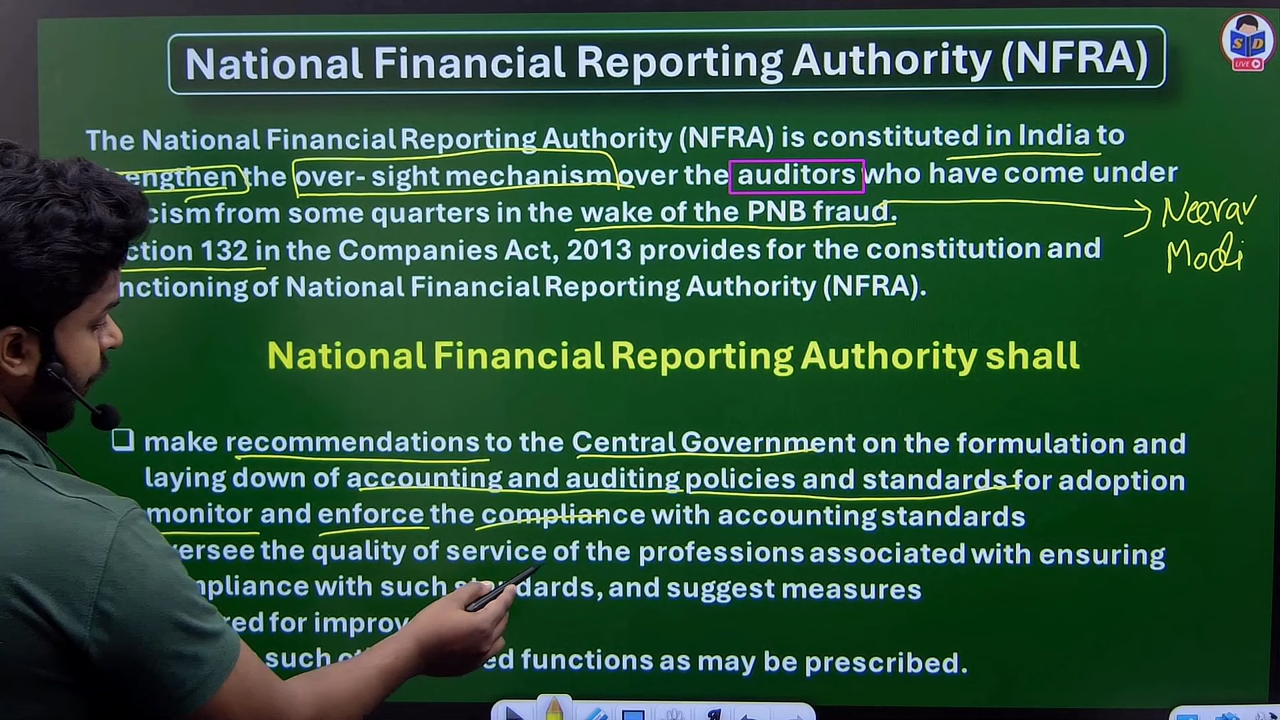 National Financial Reporting Authority (NFRA)
The National Financial Reporting Authority (NFRA) is constituted in India to
the over- sight mechanism over the auditors who have come under
from some quarters in the wake of the PNB fraud.
132 in the Companies Act, 2013 provides for the constitution and
of National Financial Reporting Authority (NFRA).
Neerav
Modi
National Financial Reporting Authority shall
make recommendations to the Central Government on the formulation and
laying down of accounting and auditing policies and standards for adoption
monitor and enforce the compliance with accounting standards
the quality of service of the professions associated with ensuring
with such standards, and suggest measures
for
such functions as may be prescribed.
SD
LIVE